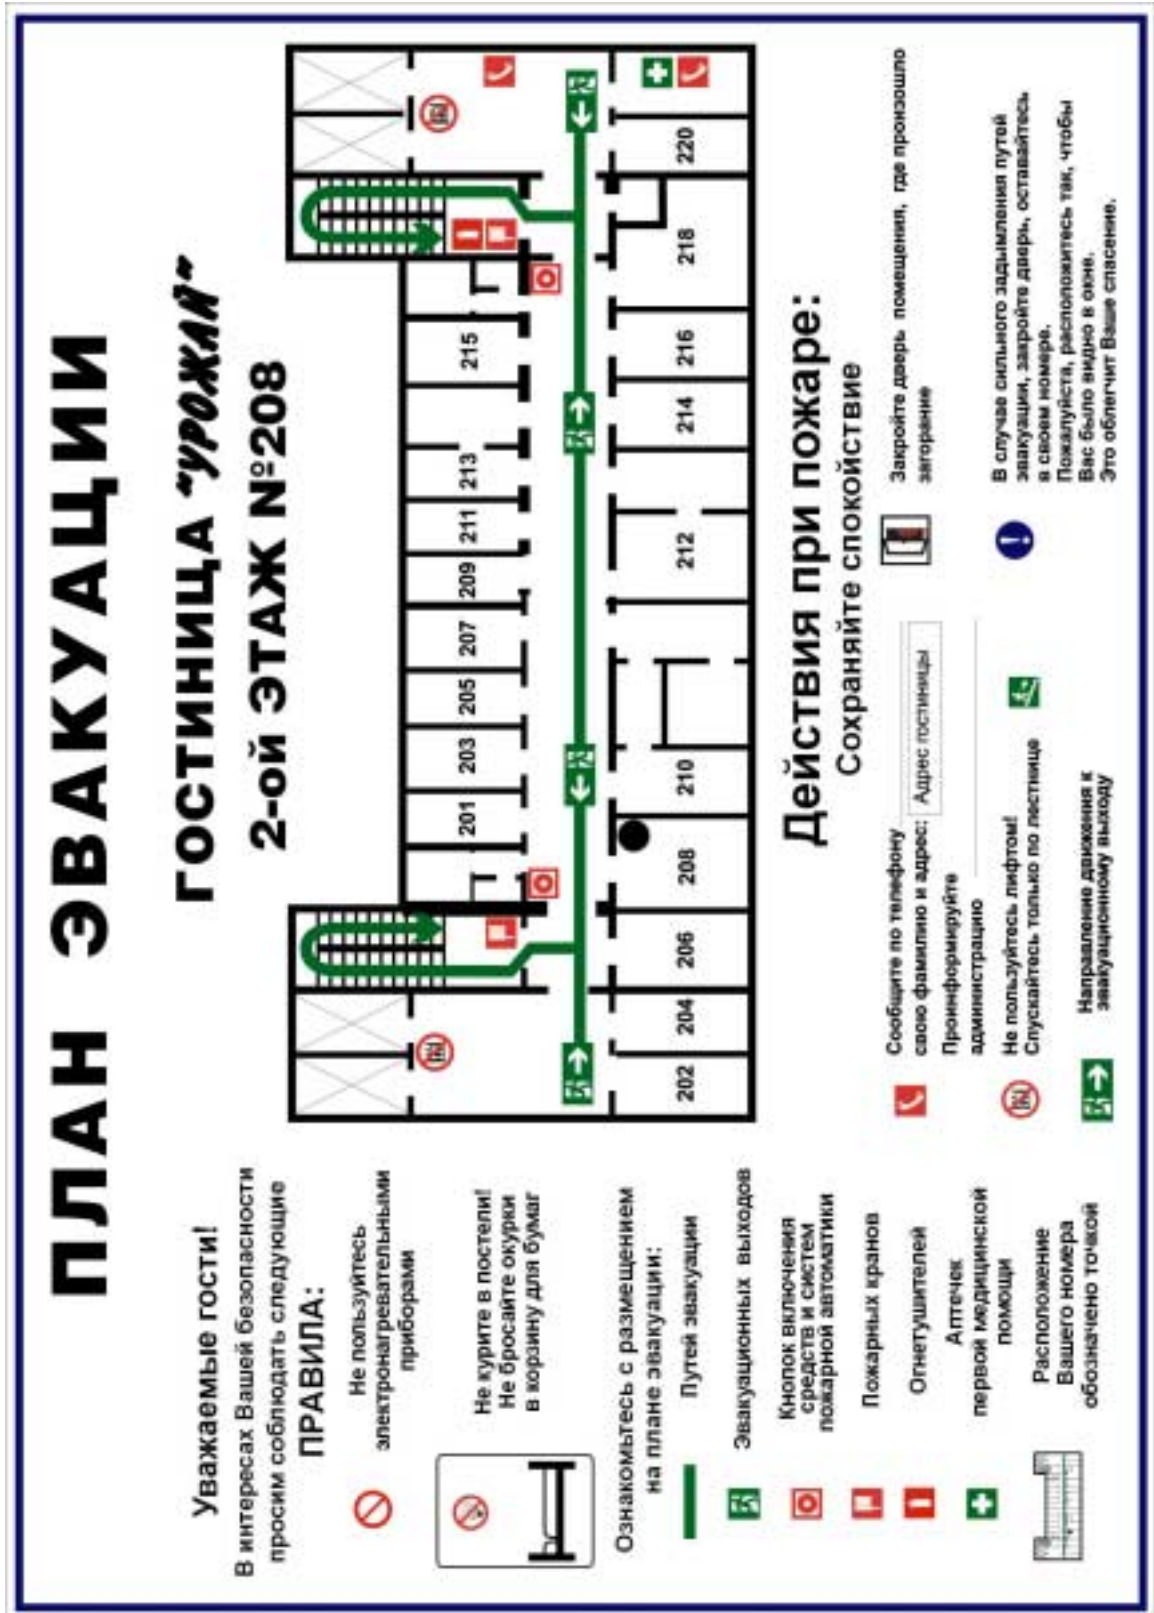 ПЛАН ЭВАКУАЦИИ
ГОСТИНИЦА "УРОЖАЙ"
2-ой ЭТАЖ №208
Уважаемые гости!
В интересах Вашей безопасности
просим соблюдать следующие
ПРАВИЛА:
Не пользуйтесь
электронагревательными
приборами
Не курите в постели!
Не бросайте окурки
в корзину для бумаг
Ознакомьтесь с размещением
на плане эвакуации:
Путей эвакуации
Эвакуационных выходов
Кнопок включения
средств и систем
пожарной автоматики
Пожарных кранов
Огнетушителей
Аптечек
первой медицинской
помощи
Расположение
Вашего номера
обозначено точкой
201
203
205
207
209
211
213
215
202
204
206
208
210
212
214
216
218
220
Действия при пожаре:
Сохраняйте спокойствие
Сообщите по телефону
свою фамилию и адрес: Адрес гостиницы
Проинформируйте
администрацию
Не пользуйтесь лифтом!
Спускайтесь только по лестнице
Направление движения к
эвакуационному выходу
Закройте дверь помещения, где произошло
загорание
В случае сильного задымления путей
эвакуации, закройте дверь, оставайтесь
в своем номере.
Пожалуйста, расположитесь так, чтобы
Вас было видно в окне.
Это облегчит Ваше спасение.